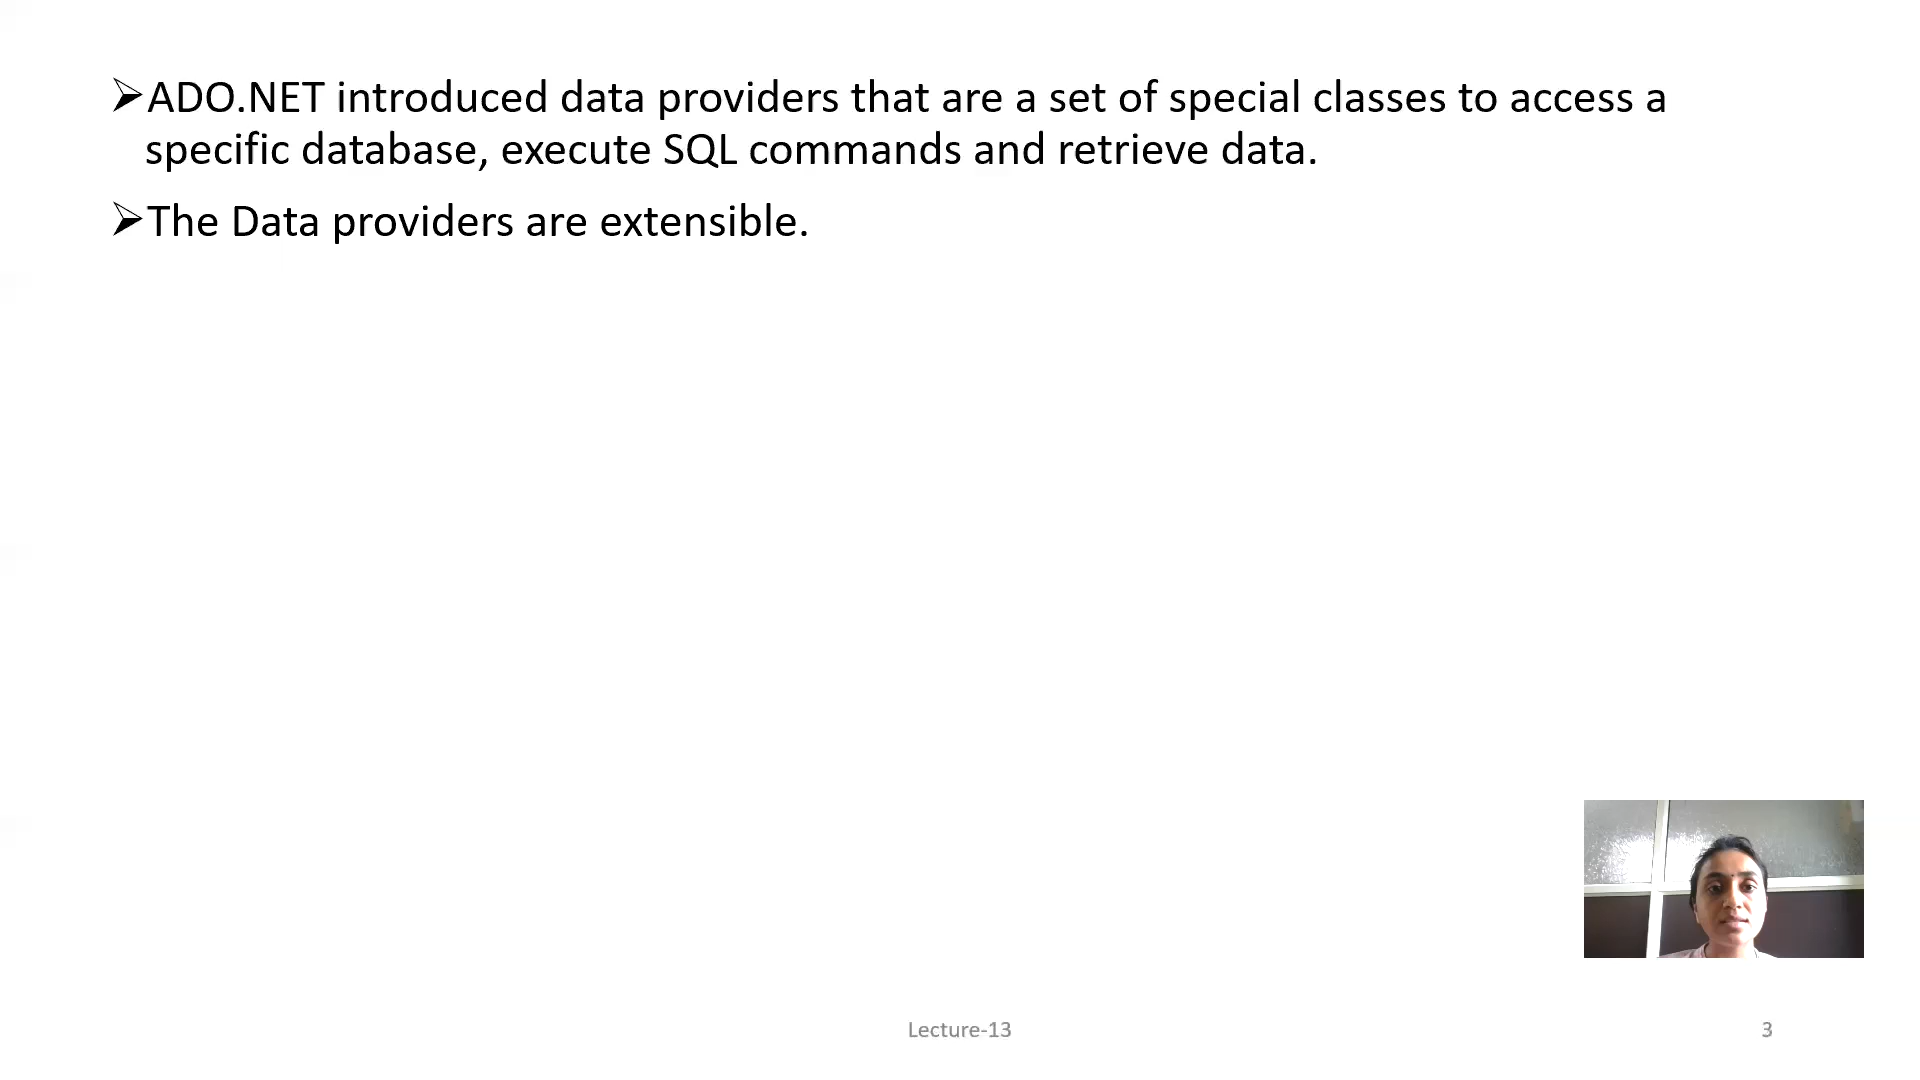 ➢ADO.NET introduced data providers that are a set of special classes to access a
specific database, execute SQL commands and retrieve data.
➢The Data providers are extensible.
Lecture-13
3